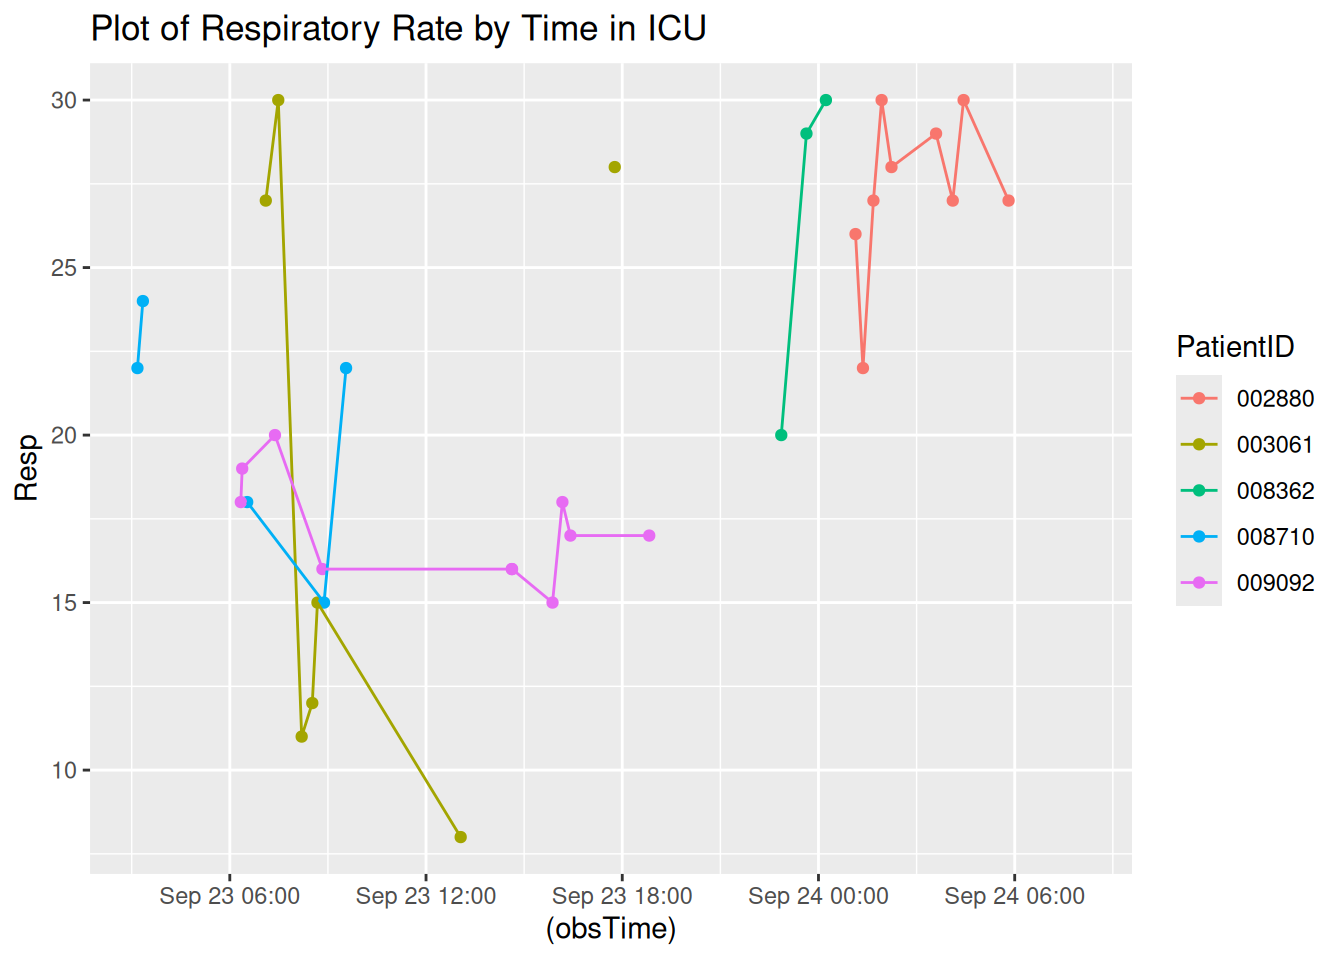 Plot of Respiratory Rate by Time in ICU
30
25
20
15
10
Resp
Sep 23 06:00 Sep 23 12:00 Sep 23 18:00 Sep 24 00:00 Sep 24 06:00
(obsTime)
PatientID
002880
003061
008362
008710
009092